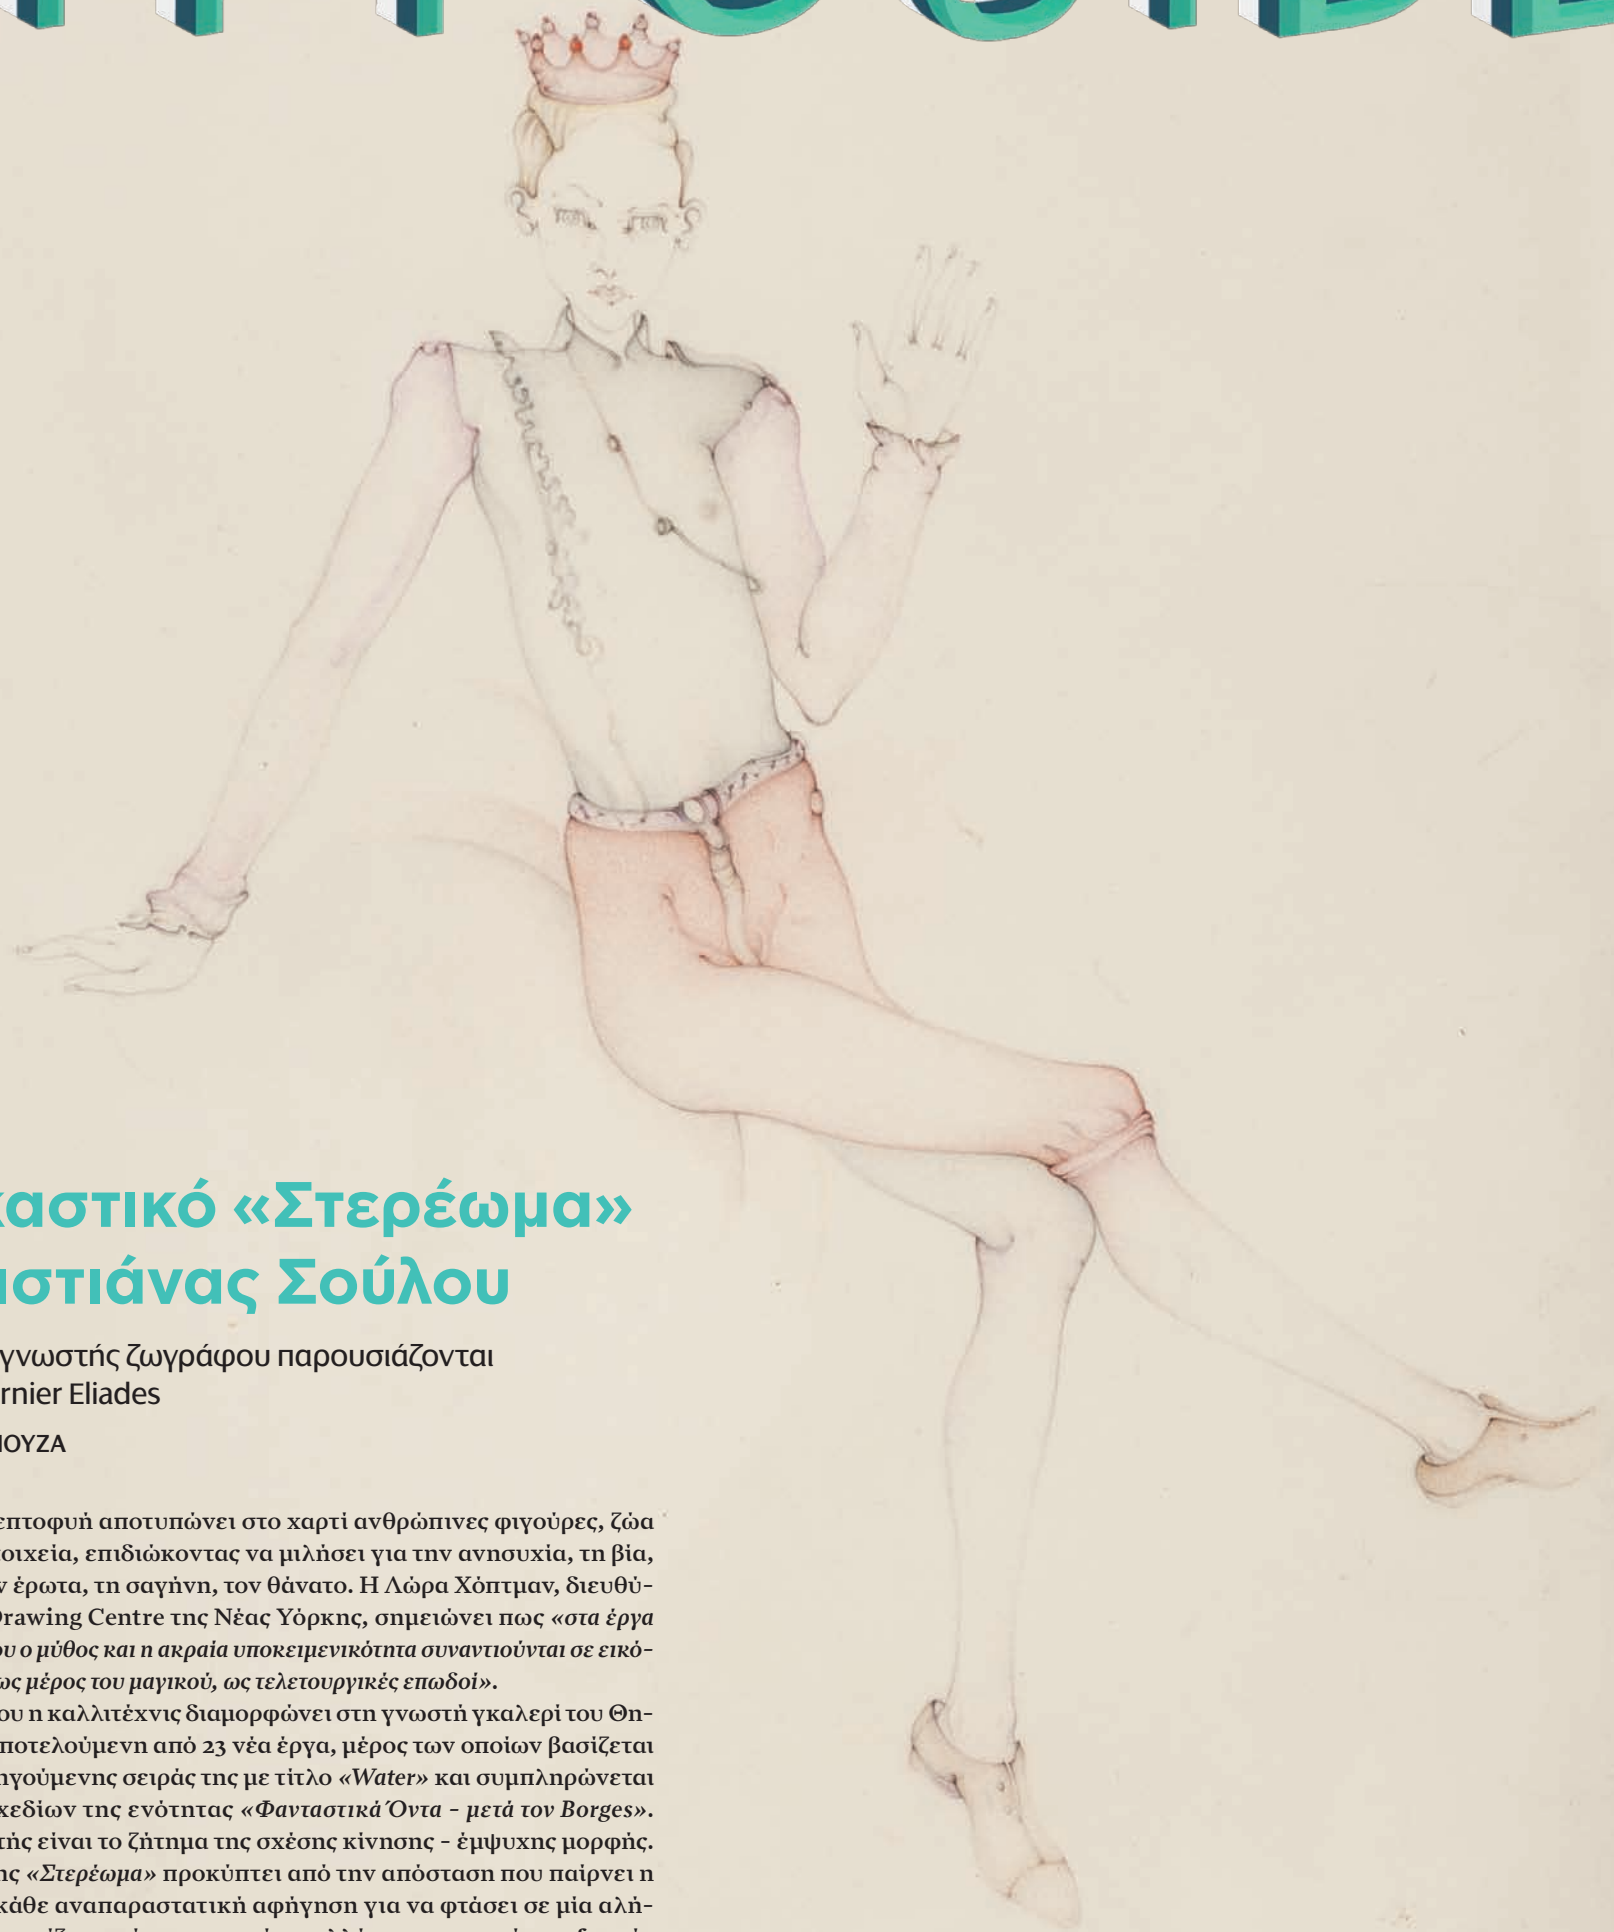 καστικό «Στερέωμα»
στιάνας Σούλου
γνωστής ζωγράφου παρουσιάζονται
rnier Eliades
ΟΥΖΑ
επτοφυή αποτυπώνει στο χαρτί ανθρώπινες φιγούρες, ζώα
οιχεία, επιδιώκοντας να μιλήσει για την ανησυχία, τη βία,
ν έρωτα, τη σαγήνη, τον θάνατο. Η Λώρα Χόπτμαν, διευθύ-
Drawing Centre της Νέας Υόρκης, σημειώνει πως «στα έργα
ου ο μύθος και η ακραία υποκειμενικότητα συναντιούνται σε εικό-
ως μέρος του μαγικού, ως τελετουργικές επωδοί».
ου η καλλιτέχνις διαμορφώνει στη γνωστή γκαλερί του Θη-
ποτελούμενη από 23 νέα έργα, μέρος των οποίων βασίζεται
ηγούμενης σειράς της με τίτλο «Water» και συμπληρώνεται
χεδίων της ενότητας «Φανταστικά Όντα - μετά τον Borges».
τής είναι το ζήτημα της σχέσης κίνησης - έμψυχης μορφής.
ης «Στερέωμα» προκύπτει από την απόσταση που παίρνει η
κάθε αναπαραστατική αφήγηση για να φτάσει σε μία αλή-